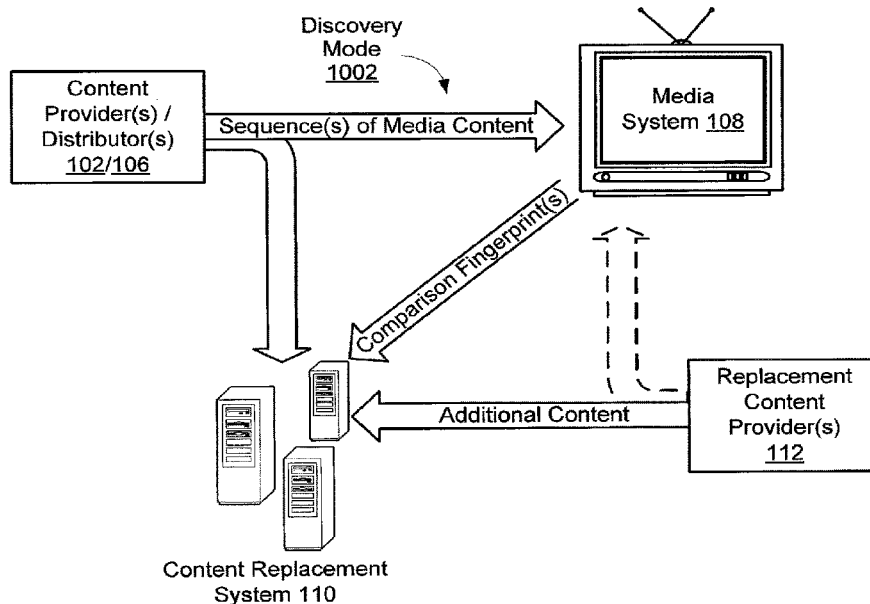 Discovery
Mode
1002
Content
Provider(s) /
Distributor(s)
102/106
Sequence(s) of Media Content
Media
System 108
Comparison Fingerprint(s)
Additional Content
Replacement
Content
Provider(s)
112
Content Replacement
System 110